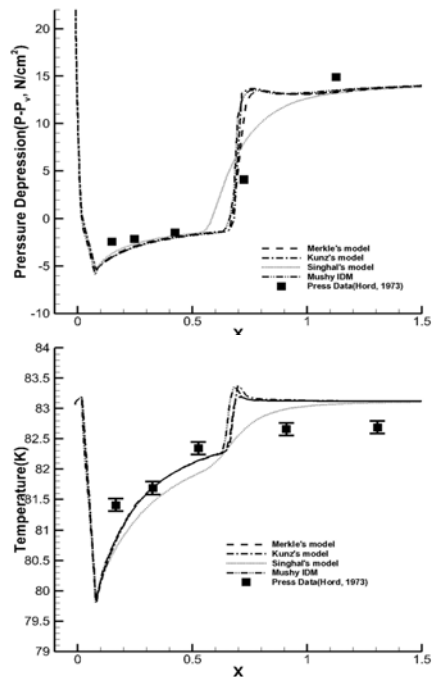 20
15
10
5
0
-5
-10
Prerssure Depression(P-Pv, N/cm²)
Merkle's model
Kunz's model
Singhal's model
Mushy IDM
Press Data(Hord, 1973)
0
0.5
1
1.5
X
84
83.5
83
82.5
82
81.5
81
80.5
80
79.5
79
Temperature(K)
Merkle's model
Kunz's model
Singhal's model
Mushy IDM
Press Data(Hord, 1973)
0
0.5
1
1.5
X